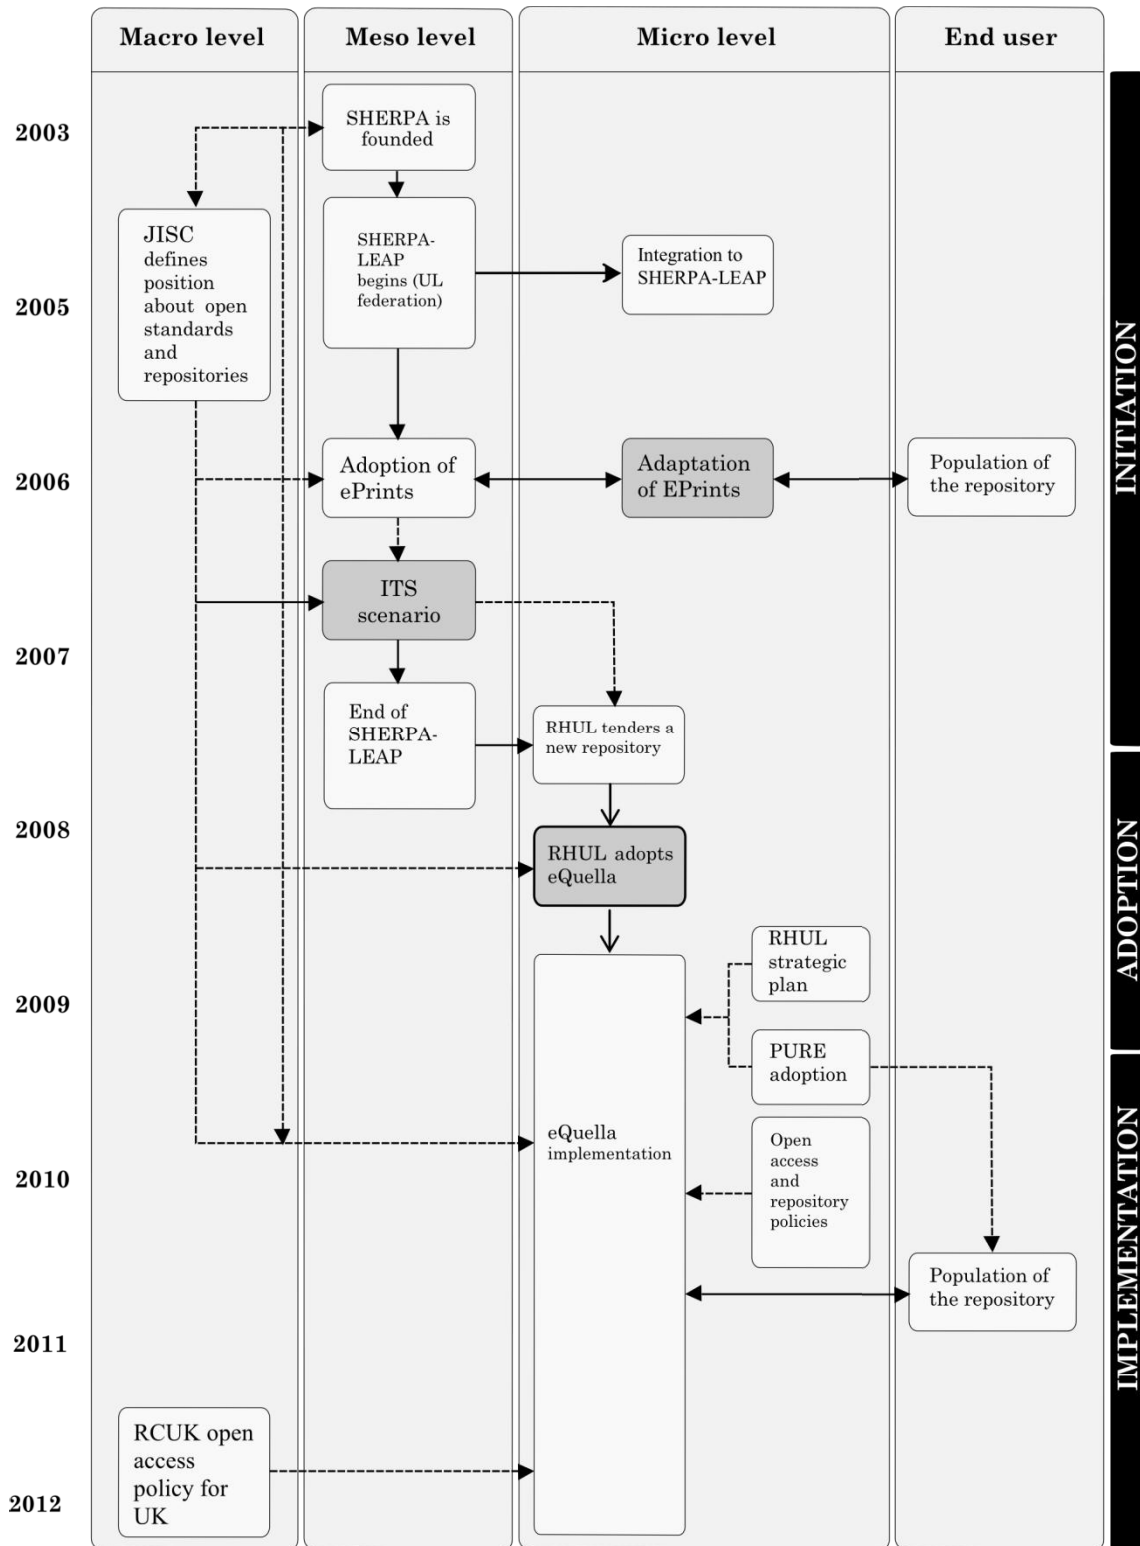 Macro level
Meso level
Micro level
End user
2003
SHERPA is
founded
JISC
defines
position
about open
standards
and
repositories
SHERPA-
LEAP
begins (UL
federation)
Integration to
SHERPA-LEAP
2005
INITIATION
2006
Adoption of
ePrints
Adaptation
of EPrints
Population of
the repository
ITS
scenario
2007
End of
SHERPA-
LEAP
RHUL tenders a
new repository
2008
RHUL adopts
eQuella
ADOPTION
RHUL
strategic
plan
2009
PURE
adoption
eQuella
implementation
Open
access
and
repository
policies
2010
IMPLEMENTATION
Population of
the repository
2011
RCUK open
access
policy for
UK
2012